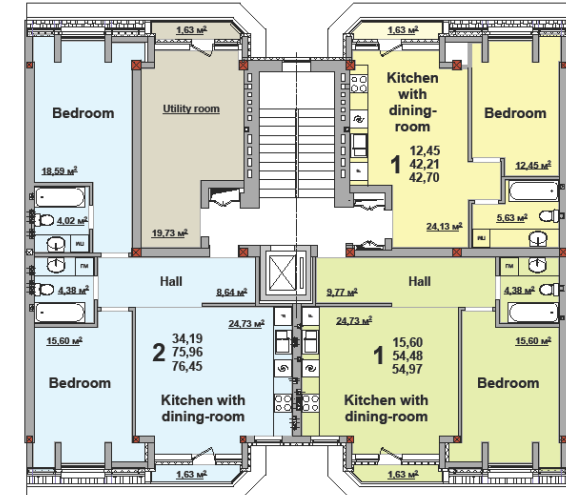 1,63 м²
1,63 м²
Bedroom
18,59 м²
Utility room
19,73 м²
Kitchen
with
dining-
room
1
12,45
42,21
42,70
24,13 м²
Bedroom
12,45 м²
4,02 м²
5,63 м²
ПМ
4,38 м²
Hall
8,64 м²
Hall
9,77 м²
ПМ
4,38 м²
15,60 м²
Bedroom
24,73 м²
2
34,19
75,96
76,45
Kitchen with
dining-room
24,73 м²
1
15,60
54,48
54,97
Kitchen with
dining-room
15,60 м²
Bedroom
1,63 м²
1,63 м²